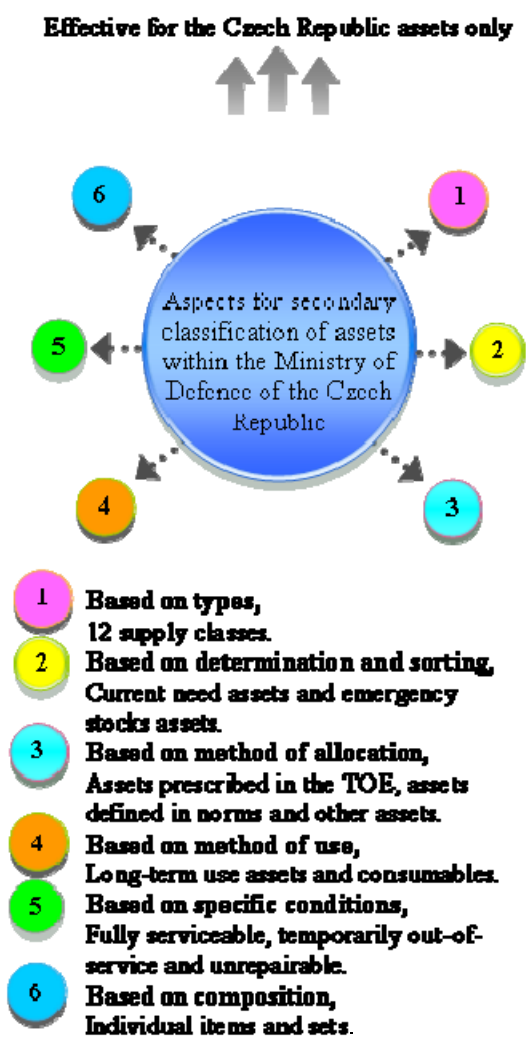 Effective for the Czech Republic assets only
6
1
Aspects for secondary
classification of assets
within the Ministry of
Defence of the Czech
Republic
5
2
4
3
1 Based on types,
12 supply classes.
2 Based on determination and sorting,
Current need assets and emergency
stocks assets.
3 Based on method of allocation,
Assets prescribed in the TOE, assets
defined in norms and other assets.
4 Based on method of use,
Long-term use assets and consumables.
5 Based on specific conditions,
Fully serviceable, temporarily out-of-
service and unrepairable.
6 Based on composition,
Individual items and sets.